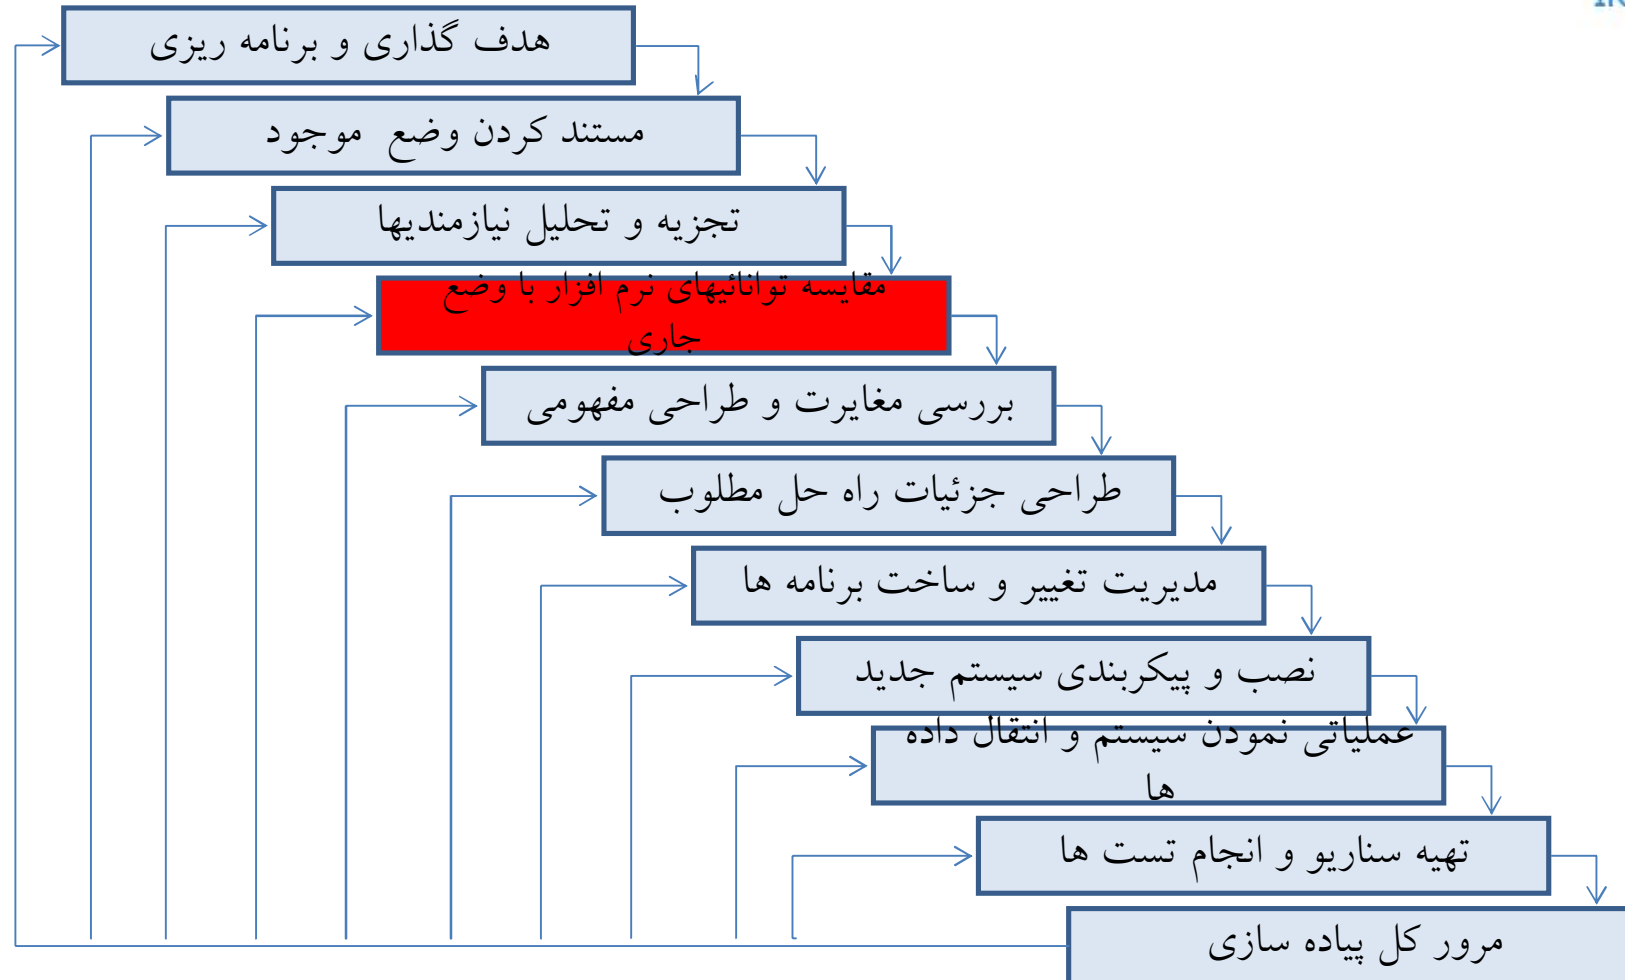 هدف گذاری و برنامه ریزی
مستند کردن وضع موجود
تجزیه و تحلیل نیازمندیها
مقایسه توانائیهای نرم افزار با وضع
جاری
بررسی مغایرت و طراحی مفهومی
طراحی جزئیات راه حل مطلوب
مدیریت تغییر و ساخت برنامه ها
نصب و پیکربندی سیستم جدید
عملیاتی نمودن سیستم و انتقال داده
ها
تهیه سناریو و انجام تست ها
مرور کل پیاده سازی